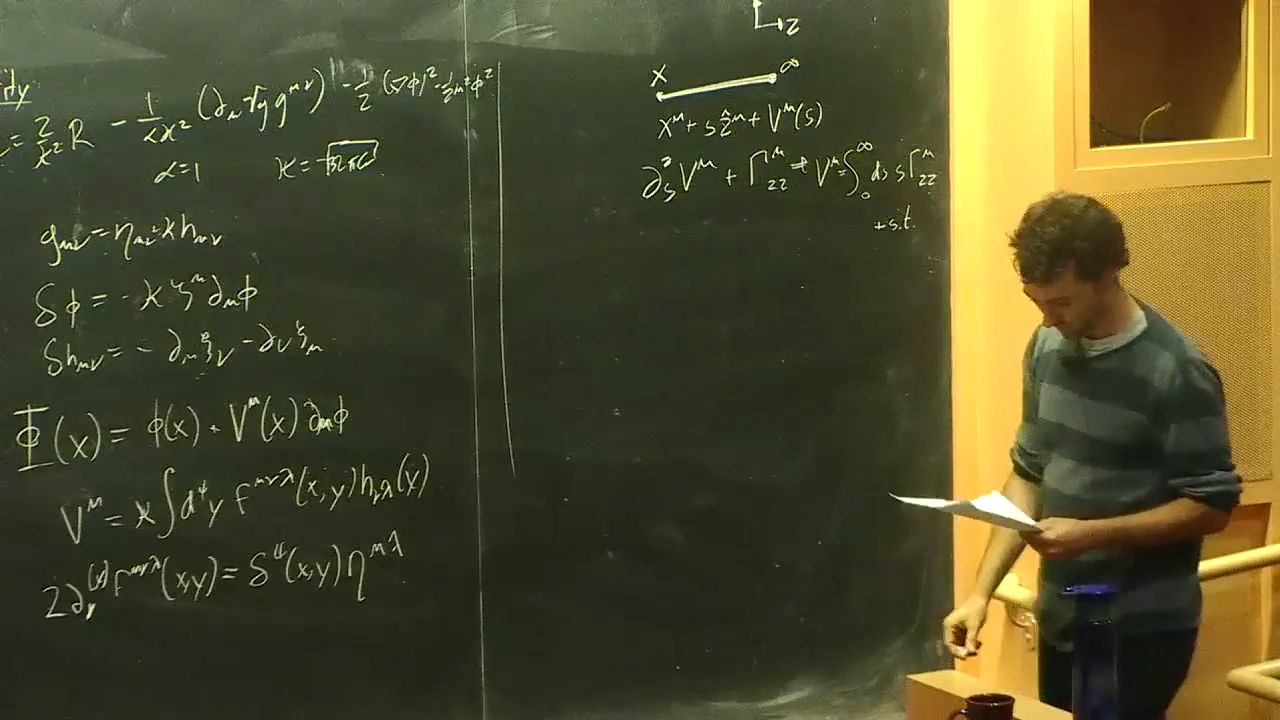 ity
= 2/κ² R - 1/ακ² (∂_μ √g g^{μν})² - 1/2 (∇φ)² - 1/2 m²φ²
α=1 κ = √32πG
g_{μν} = η_{μν} + κ h_{μν}
δφ = -κ ξ^μ ∂_μ φ
δh_{μν} = - ∂_μ ξ_ν - ∂_ν ξ_μ
Φ(x) = φ(x) + V^μ(x) ∂_μ φ
V^μ = κ ∫ d⁴y f^{μνλ}(x,y) h_{νλ}(y)
2∂_ν^{(y)} f^{μνλ}(x,y) = δ⁴(x,y) η^{μλ}
z
x ∞
x^μ + s ẑ^μ + V^μ(s)
∂_s² V^μ + Γ^μ_{zz} V^μ = ∫_0^∞ ds s Γ^μ_{zz}
+ s.t.